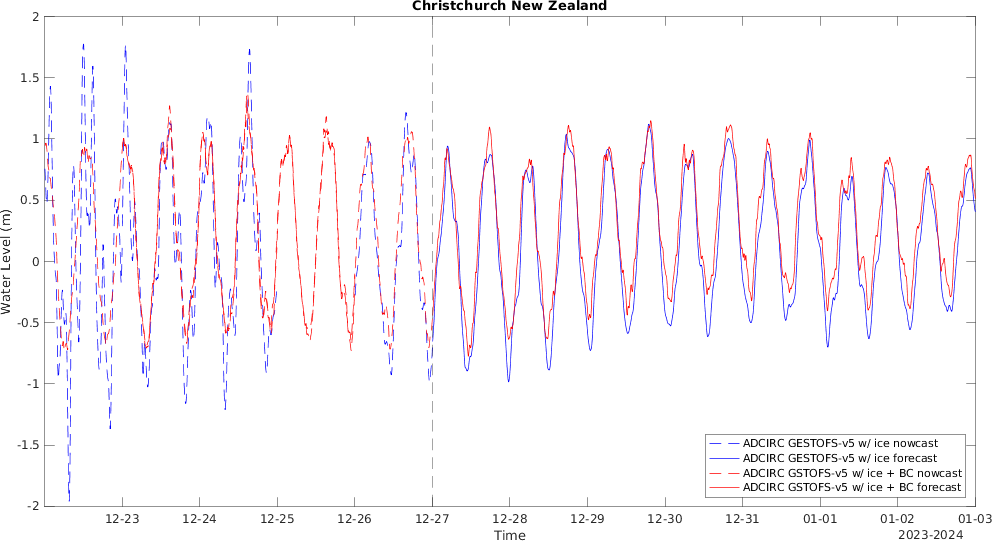 Christchurch New Zealand
2
1.5
1
0.5
0
-0.5
-1
-1.5
-2
Water Level (m)
12-23 12-24 12-25 12-26 12-27 12-28 12-29 12-30 12-31 01-01 01-02 01-03
Time
2023-2024
ADCIRC GESTOFS-v5 w/ ice nowcast
ADCIRC GESTOFS-v5 w/ ice forecast
ADCIRC GSTOFS-v5 w/ ice + BC nowcast
ADCIRC GSTOFS-v5 w/ ice + BC forecast